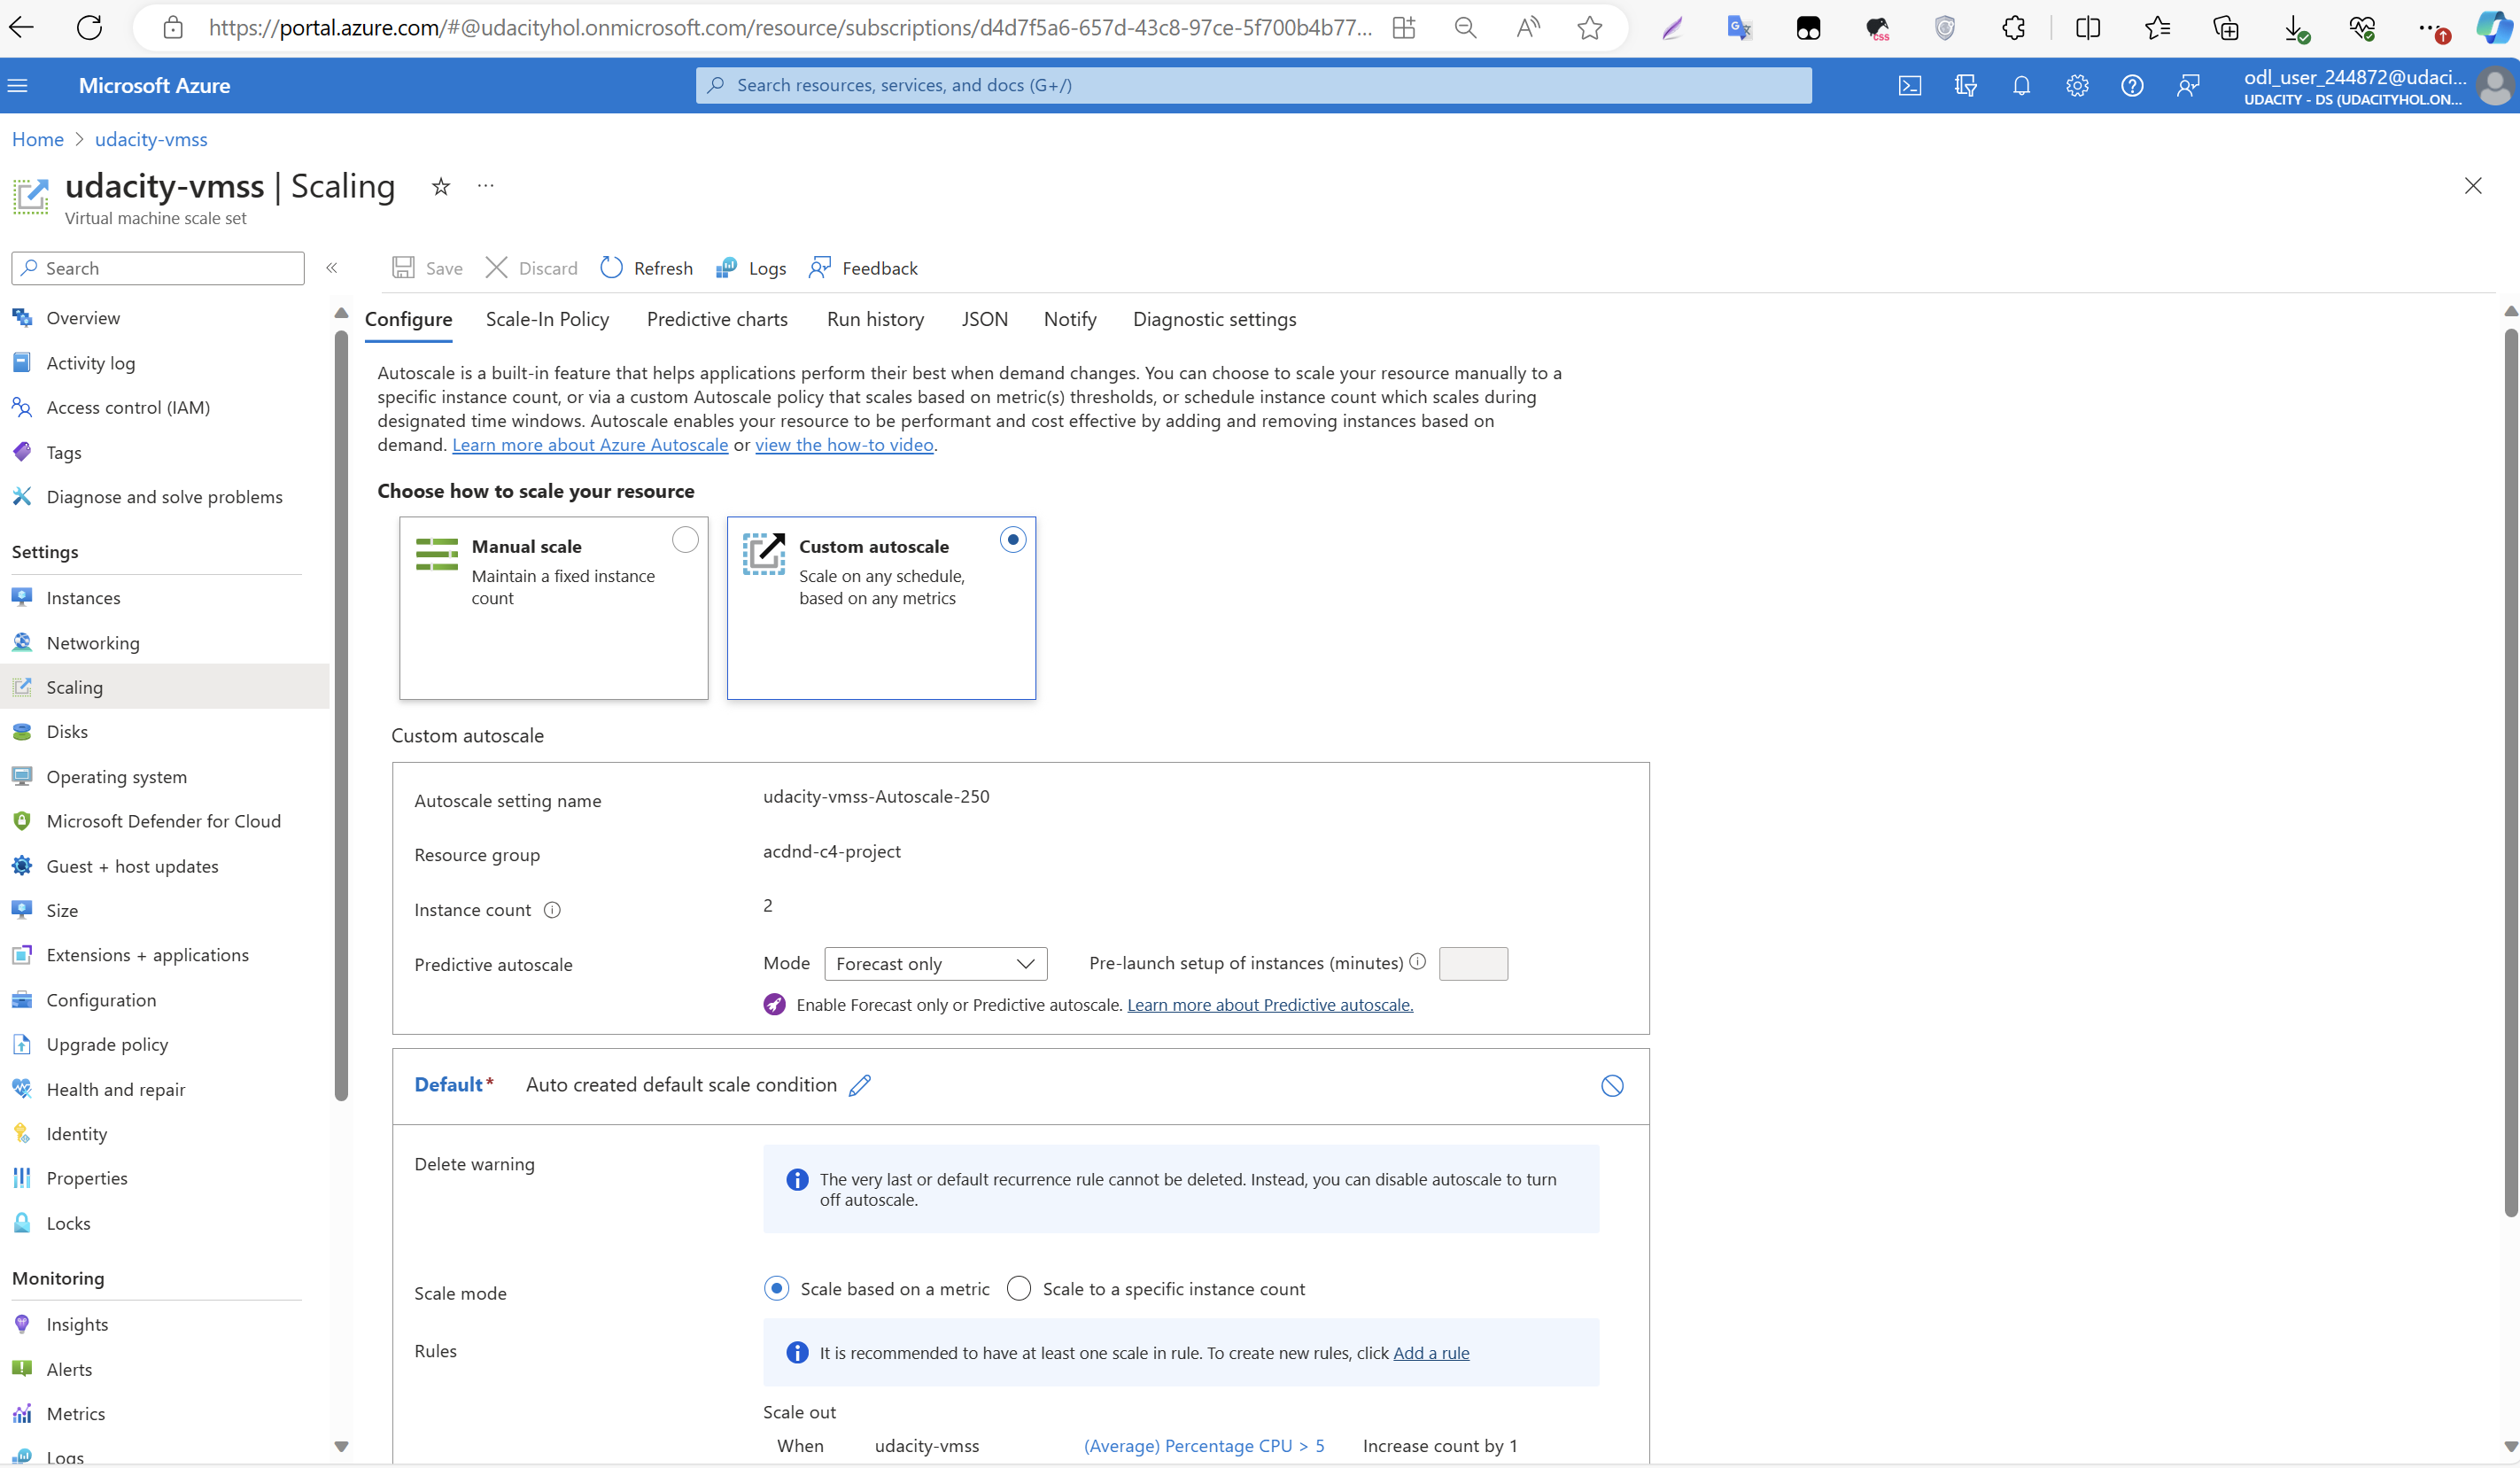 https://portal.azure.com/#@udacityhol.onmicrosoft.com/resource/subscriptions/d4d7f5a6-657d-43c8-97ce-5f700b4b77...
Microsoft Azure
Search resources, services, and docs (G+/)
odl_user_244872@udaci...
UDACITY - DS (UDACITYHOL.ON...
Home > udacity-vmss
udacity-vmss | Scaling
Virtual machine scale set
Search
Save Discard Refresh Logs Feedback
Overview
Activity log
Access control (IAM)
Tags
Diagnose and solve problems
Settings
Instances
Networking
Scaling
Disks
Operating system
Microsoft Defender for Cloud
Guest + host updates
Size
Extensions + applications
Configuration
Upgrade policy
Health and repair
Identity
Properties
Locks
Monitoring
Insights
Alerts
Metrics
Logs
Configure Scale-In Policy Predictive charts Run history JSON Notify Diagnostic settings
Autoscale is a built-in feature that helps applications perform their best when demand changes. You can choose to scale your resource manually to a
specific instance count, or via a custom Autoscale policy that scales based on metric(s) thresholds, or schedule instance count which scales during
designated time windows. Autoscale enables your resource to be performant and cost effective by adding and removing instances based on
demand. Learn more about Azure Autoscale or view the how-to video.
Choose how to scale your resource
Manual scale
Maintain a fixed instance
count
Custom autoscale
Scale on any schedule,
based on any metrics
Custom autoscale
Autoscale setting name udacity-vmss-Autoscale-250
Resource group acdnd-c4-project
Instance count 2
Predictive autoscale Mode Forecast only Pre-launch setup of instances (minutes)
Enable Forecast only or Predictive autoscale. Learn more about Predictive autoscale.
Default* Auto created default scale condition
Delete warning
The very last or default recurrence rule cannot be deleted. Instead, you can disable autoscale to turn
off autoscale.
Scale mode Scale based on a metric Scale to a specific instance count
Rules It is recommended to have at least one scale in rule. To create new rules, click Add a rule
Scale out
When udacity-vmss (Average) Percentage CPU > 5 Increase count by 1